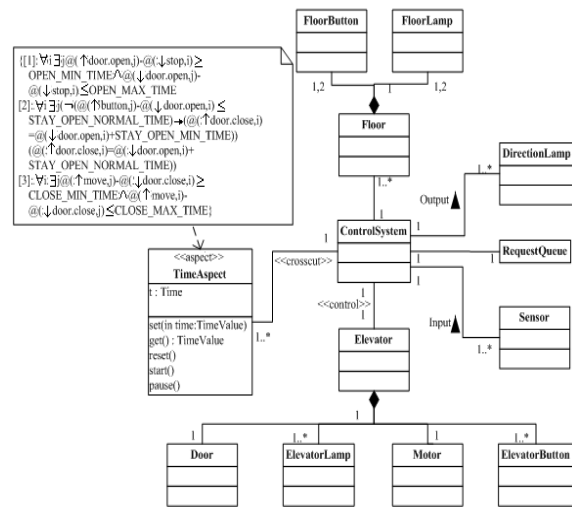 FloorButton
FloorLamp
{[1]:∀i∃j@(↑door.open,j)-@(:↓stop,i)≥
OPEN_MIN_TIME∧@(↓door.open,j)-
@(↓stop,i)≤OPEN_MAX_TIME
[2]:∀i∃j(¬(@(↑button,j)-@(↓door.open,i)≤
STAY_OPEN_NORMAL_TIME)→(@(:↑door.close,i)
=@(↓door.open,i)+STAY_OPEN_MIN_TIME))
(@(:↑door.close,i)=@(↓door.open,i)+
STAY_OPEN_NORMAL_TIME))
[3]:∀i:∃j@(:↑move,j)-@(:↓door.close,i)≥
CLOSE_MIN_TIME∧@(↑move,i)-
@(:↓door.close,j)≤CLOSE_MAX_TIME}
1,2
1
1,2
Floor
1..*
DirectionLamp
1..*
Output
1
ControlSystem
1
1
1
RequestQueue
<<aspect>>
TimeAspect
t : Time
set(in time:TimeValue)
get() : TimeValue
reset()
start()
pause()
1
<<crosscut>>
1..*
1
1
<<control>>
1
Input
Sensor
1..*
Elevator
1
1
1..*
1
1..*
Door
ElevatorLamp
Motor
ElevatorButton